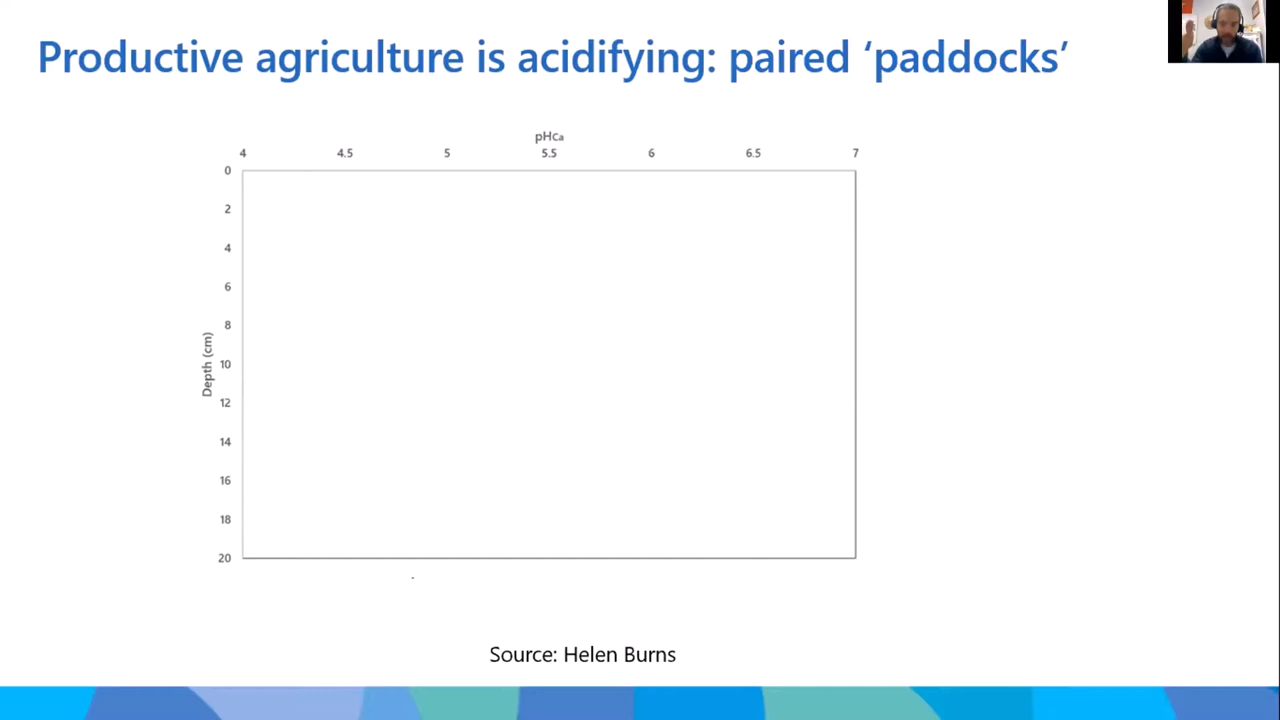 Productive agriculture is acidifying: paired ‘paddocks’
pHCa
4 4.5 5 5.5 6 6.5 7
0
2
4
6
8
Depth (cm)
10
12
14
16
18
20
Source: Helen Burns